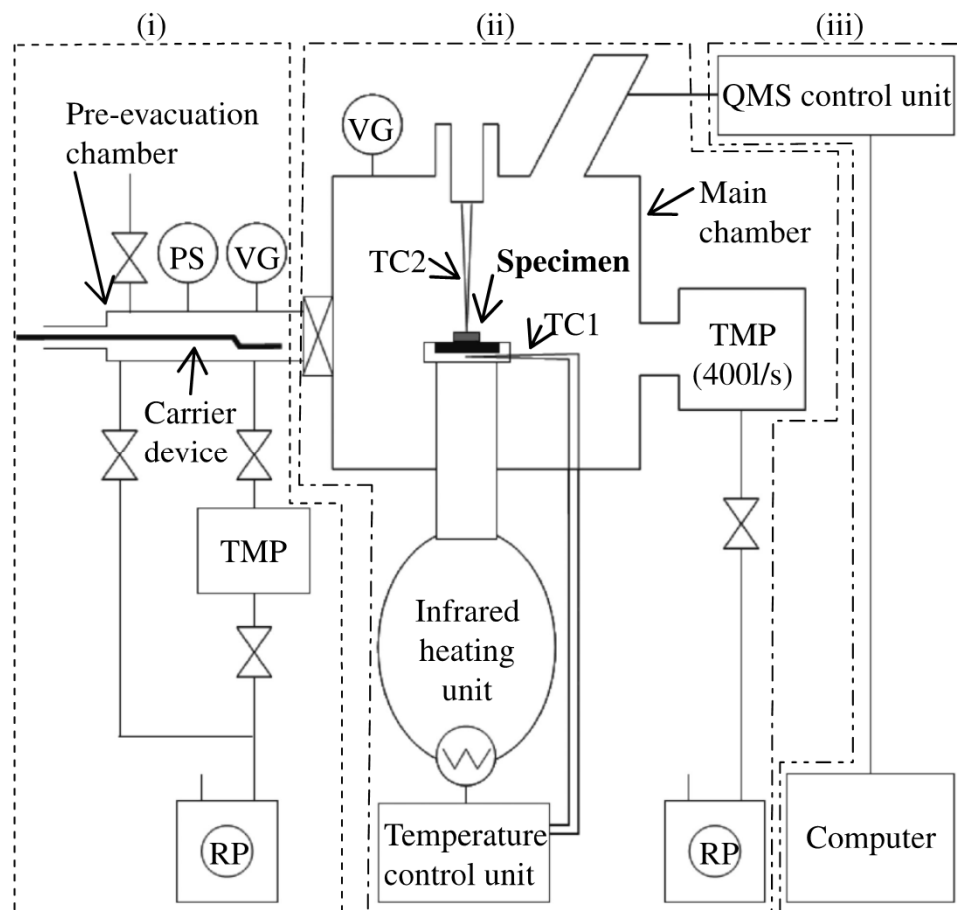 (i)
(ii)
(iii)
QMS control unit
Pre-evacuation
chamber
VG
Main
chamber
PS
VG
TC2
Specimen
TC1
TMP
(400l/s)
Carrier
device
TMP
Infrared
heating
unit
RP
Temperature
control unit
RP
Computer